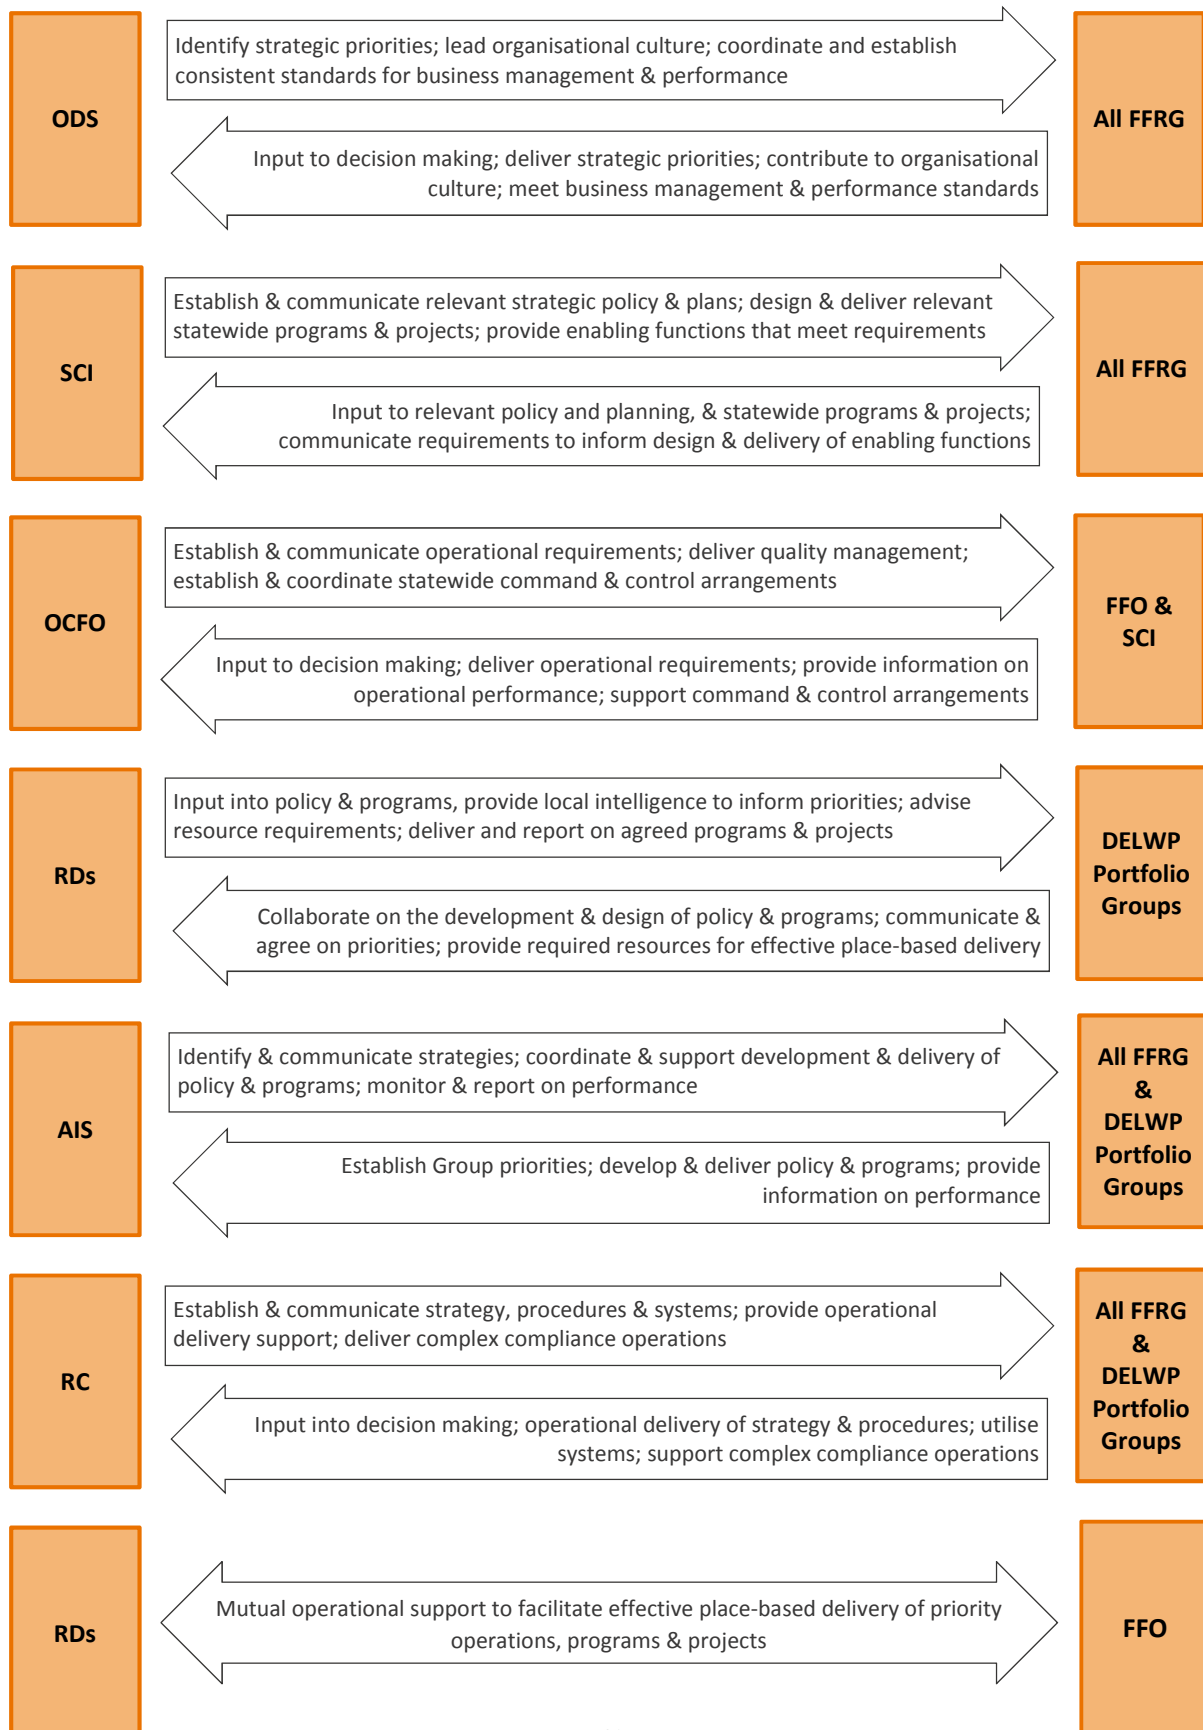 ODS
Identify strategic priorities; lead organisational culture; coordinate and establish
consistent standards for business management & performance
Input to decision making; deliver strategic priorities; contribute to organisational
culture; meet business management & performance standards
All FFRG
SCI
Establish & communicate relevant strategic policy & plans; design & deliver relevant
statewide programs & projects; provide enabling functions that meet requirements
Input to relevant policy and planning, & statewide programs & projects;
communicate requirements to inform design & delivery of enabling functions
All FFRG
OCFO
Establish & communicate operational requirements; deliver quality management;
establish & coordinate statewide command & control arrangements
Input to decision making; deliver operational requirements; provide information on
operational performance; support command & control arrangements
FFO &
SCI
RDs
Input into policy & programs, provide local intelligence to inform priorities; advise
resource requirements; deliver and report on agreed programs & projects
Collaborate on the development & design of policy & programs; communicate &
agree on priorities; provide required resources for effective place-based delivery
DELWP
Portfolio
Groups
AIS
Identify & communicate strategies; coordinate & support development & delivery of
policy & programs; monitor & report on performance
Establish Group priorities; develop & deliver policy & programs; provide
information on performance
All FFRG
&
DELWP
Portfolio
Groups
RC
Establish & communicate strategy, procedures & systems; provide operational
delivery support; deliver complex compliance operations
Input into decision making; operational delivery of strategy & procedures; utilise
systems; support complex compliance operations
All FFRG
&
DELWP
Portfolio
Groups
RDs
Mutual operational support to facilitate effective place-based delivery of priority
operations, programs & projects
FFO